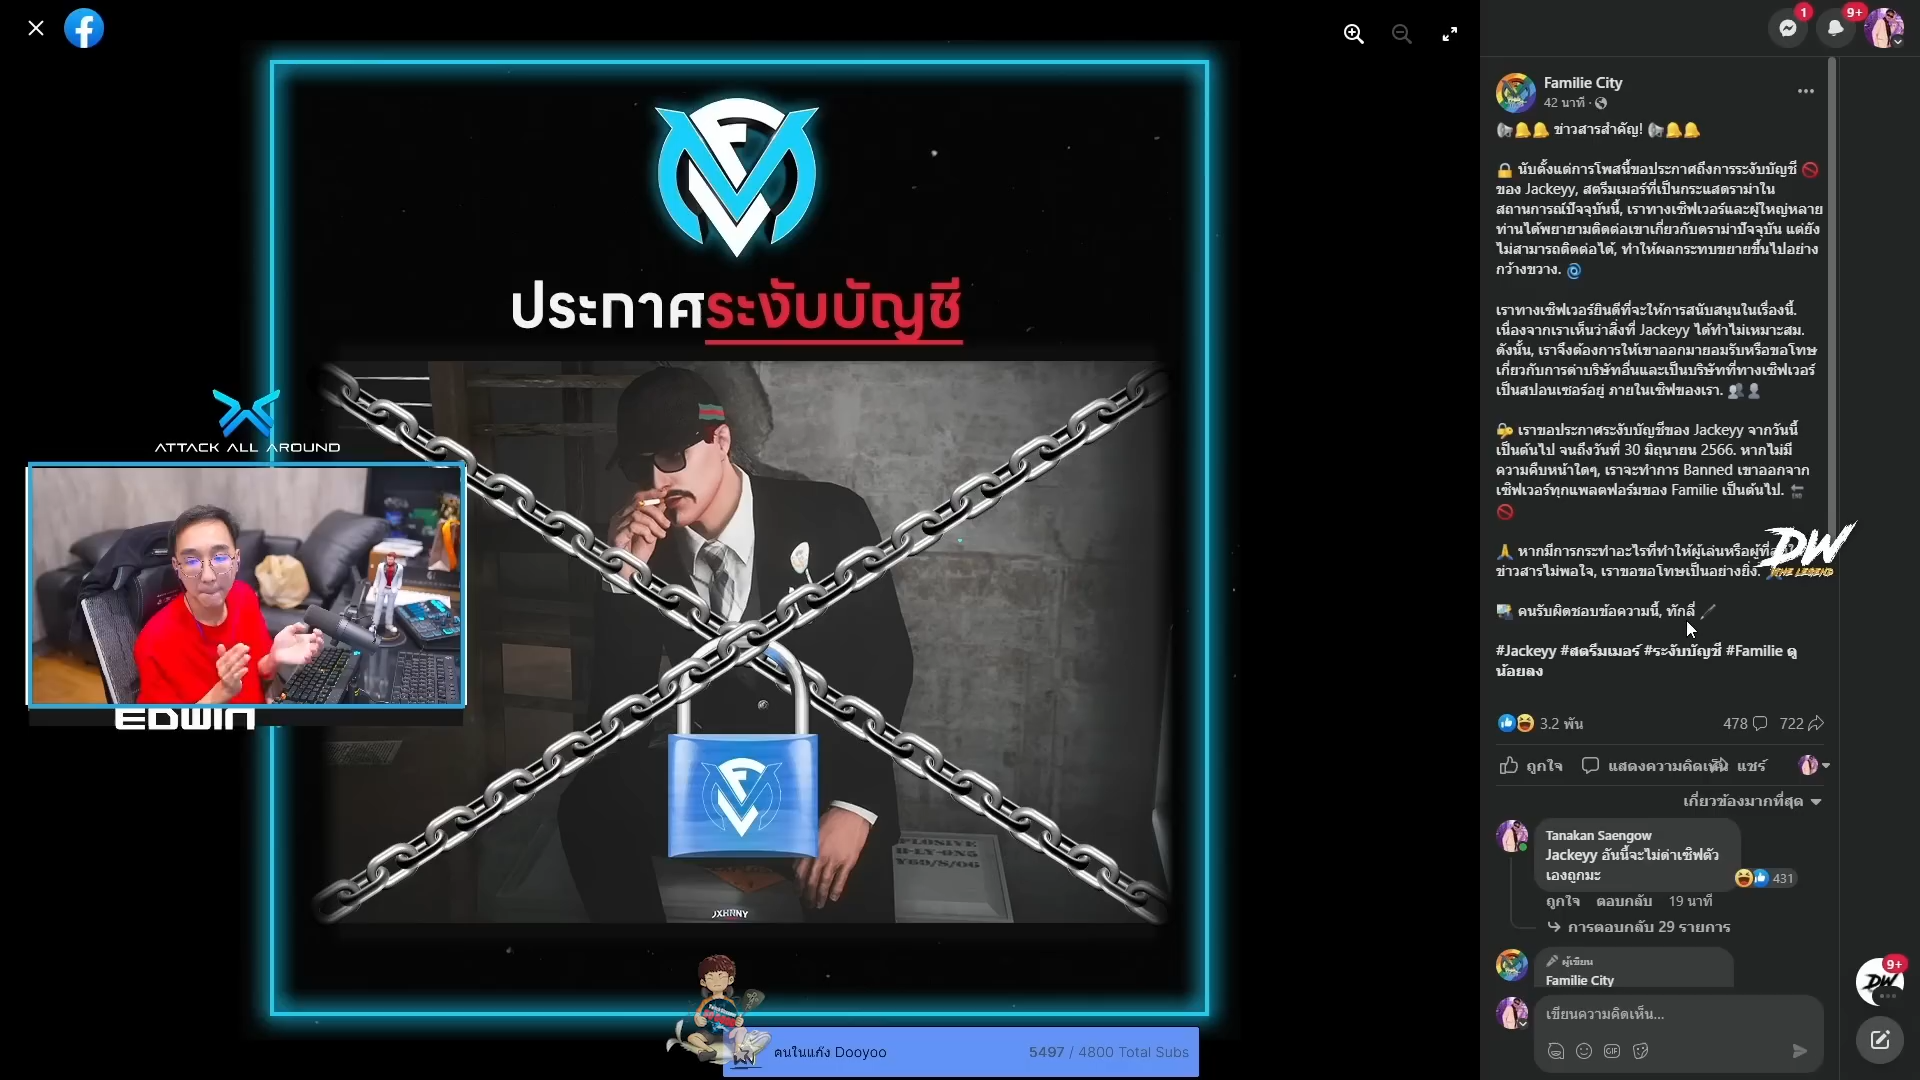 ประกาศระงับบัญชี
ATTACK ALL AROUND
EDWIN
JXHNNY
คนในแก๊ง Dooyoo
5497 / 4800 Total Subs
1
9+
Familie City
42 นาที ·
ข่าวสารสำคัญ!
นับตั้งแต่การโพสนี้ขอประกาศถึงการระงับบัญชี
ของ Jackeyy, สตรีมเมอร์ที่เป็นกระแสดราม่าใน
สถานการณ์ปัจจุบันนี้, เราทางเซิฟเวอร์และผู้ใหญ่หลาย
ท่านได้พยายามติดต่อเขาเกี่ยวกับดราม่าปัจจุบัน แต่ยัง
ไม่สามารถติดต่อได้, ทำให้ผลกระทบขยายขึ้นไปอย่าง
กว้างขวาง.
เราทางเซิฟเวอร์ยินดีที่จะให้การสนับสนุนในเรื่องนี้.
เนื่องจากเราเห็นว่าสิ่งที่ Jackeyy ได้ทำไม่เหมาะสม.
ดังนั้น, เราจึงต้องการให้เขาออกมายอมรับหรือขอโทษ
เกี่ยวกับการด่าบริษัทอื่นและเป็นบริษัทที่ทางเซิฟเวอร์
เป็นสปอนเซอร์อยู่ ภายในเซิฟของเรา.
เราขอประกาศระงับบัญชีของ Jackeyy จากวันนี้
เป็นต้นไป จนถึงวันที่ 30 มิถุนายน 2566. หากไม่มี
ความคืบหน้าใดๆ, เราจะทำการ Banned เขาออกจาก
เซิฟเวอร์ทุกแพลตฟอร์มของ Familie เป็นต้นไป.
หากมีการกระทำอะไรที่ทำให้ผู้เล่นหรือผู้ที่
ข่าวสารไม่พอใจ, เราขอขอโทษเป็นอย่างยิ่ง.
DW
THE LEGEND
คนรับผิดชอบข้อความนี้, ทักลี่
#Jackeyy #สตรีมเมอร์ #ระงับบัญชี #Familie ดู
น้อยลง
3.2 พัน
478
722
ถูกใจ
แสดงความคิดเห็น
แชร์
เกี่ยวข้องมากที่สุด
Tanakan Saengow
Jackeyy อันนี้จะไม่ด่าเซิฟตัว
เองถูกมะ
431
ถูกใจ ตอบกลับ 19 นาที
การตอบกลับ 29 รายการ
ผู้เขียน
Familie City
เขียนความคิดเห็น...
GIF
9+
DW